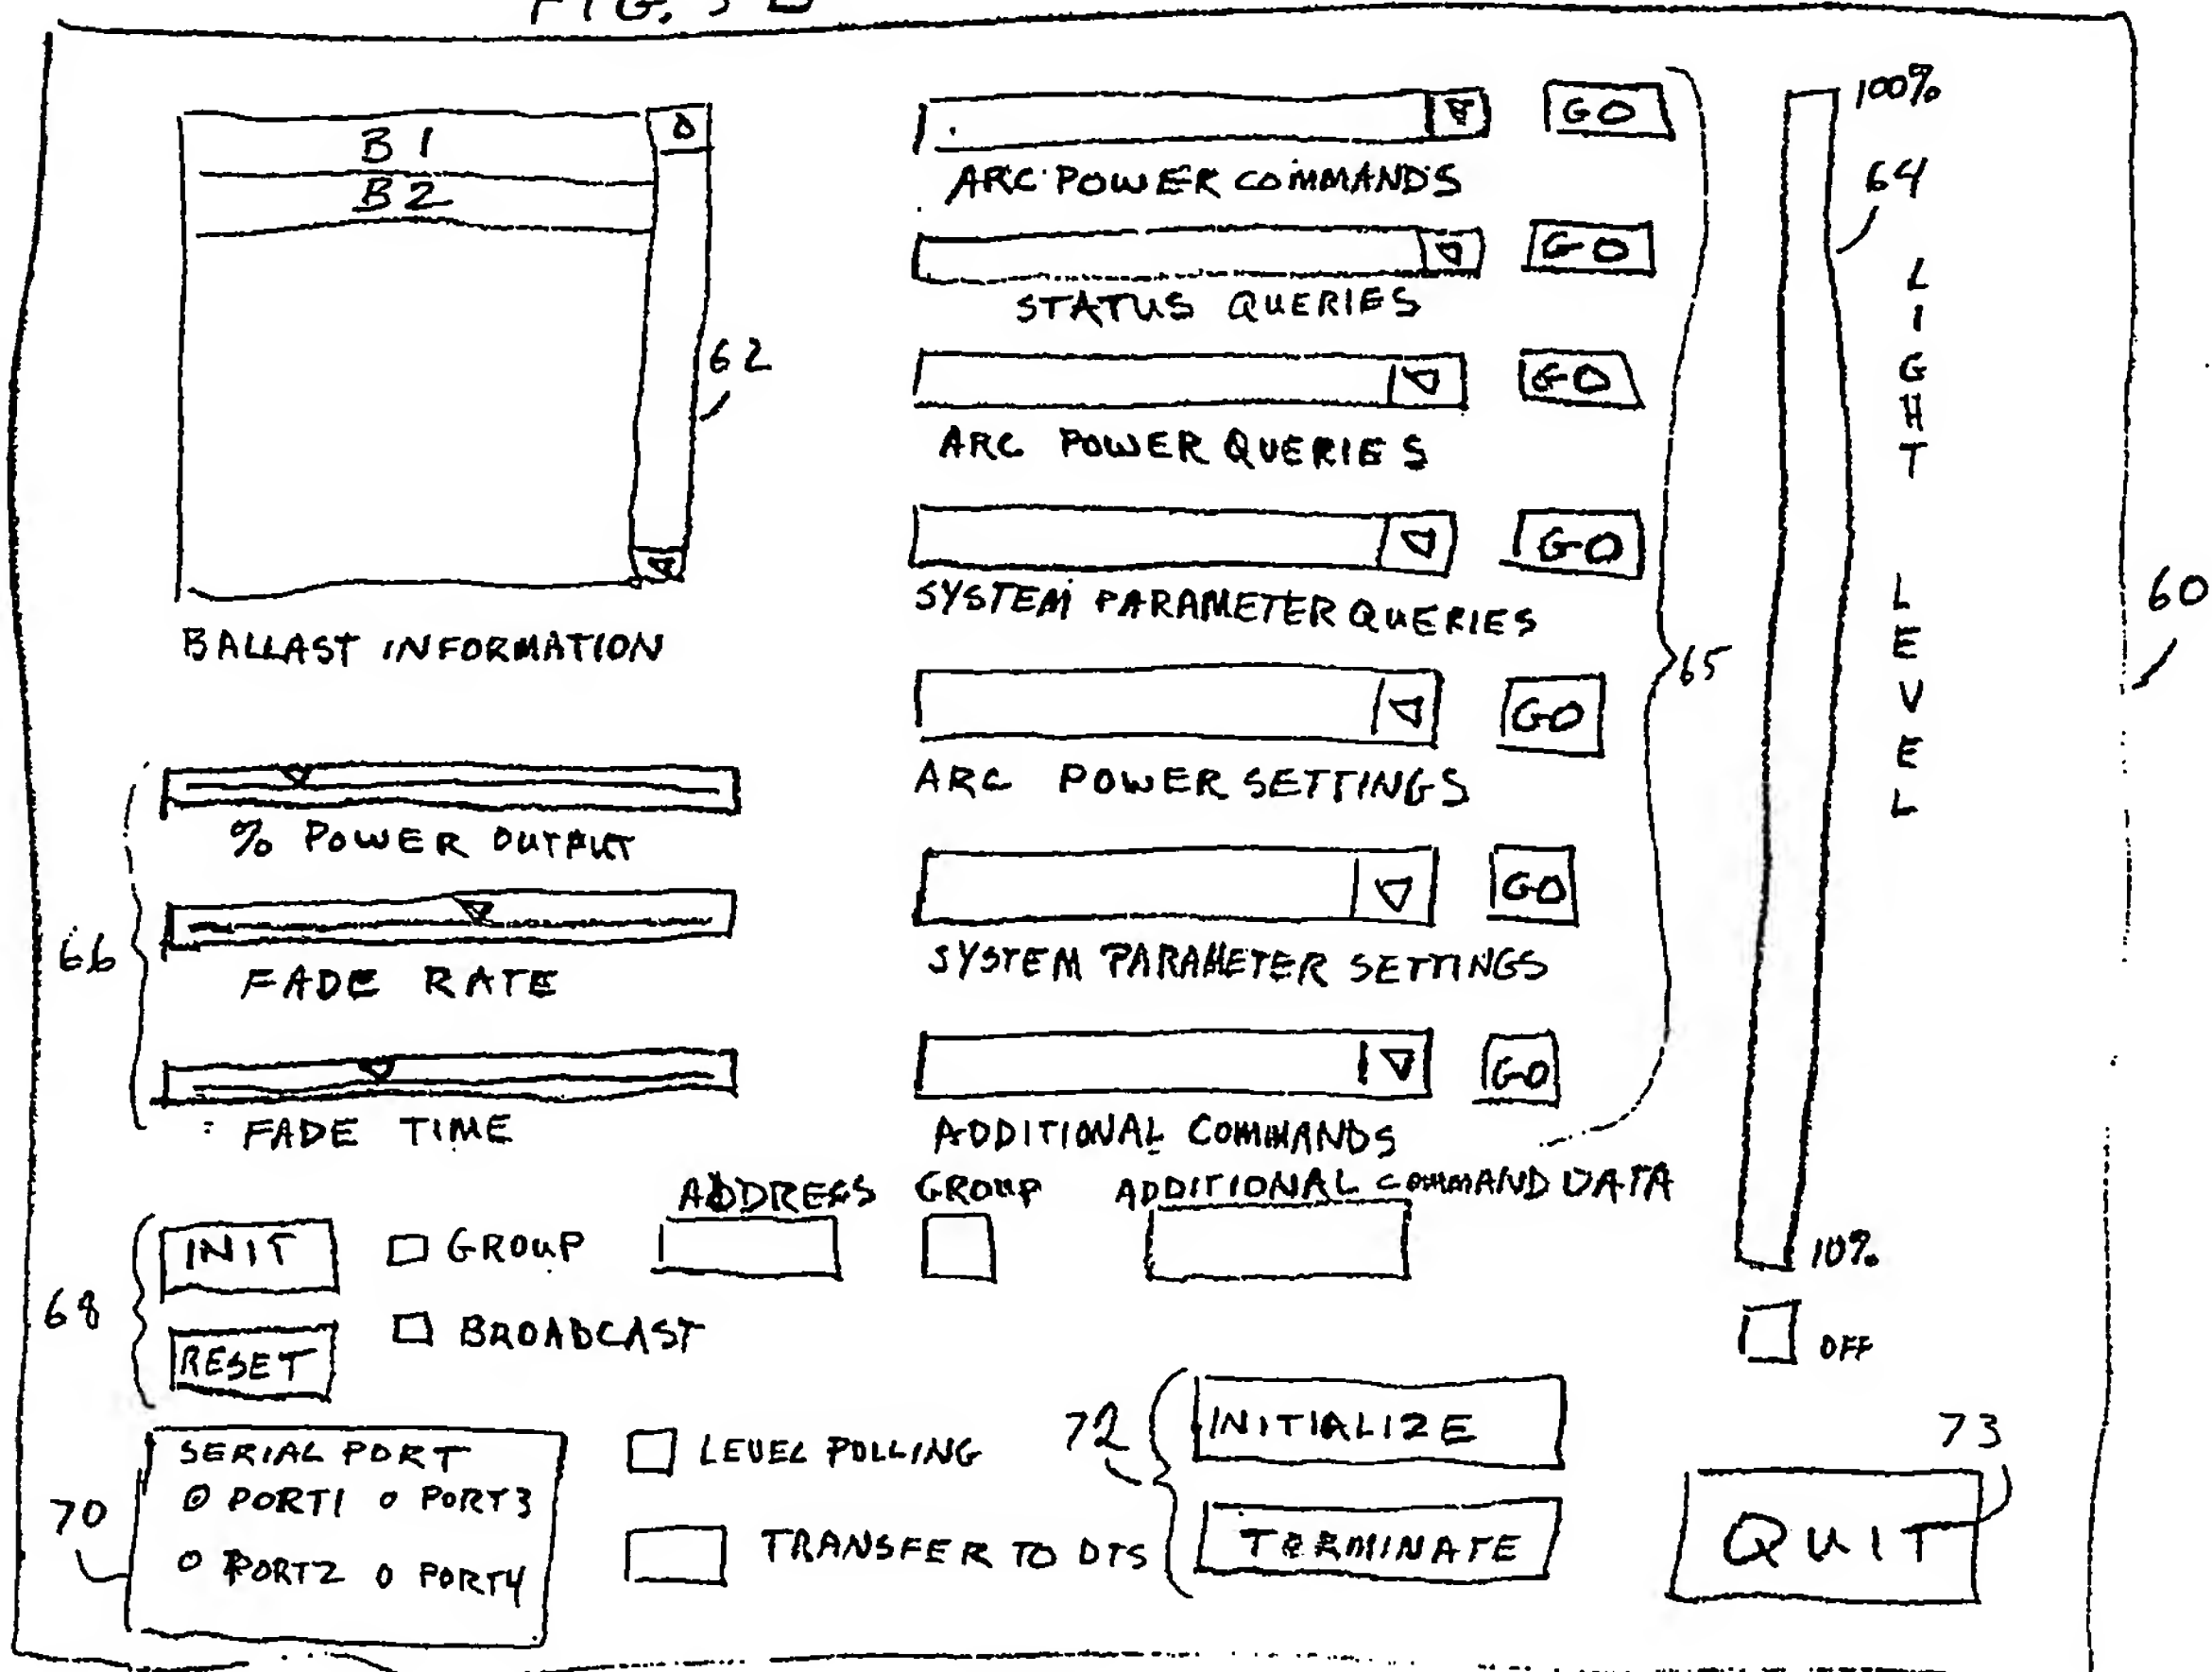 FIG. 5B
B1
B2
62
BALLAST INFORMATION
GO
ARC POWER COMMANDS
GO
STATUS QUERIES
GO
ARC POWER QUERIES
GO
SYSTEM PARAMETER QUERIES
GO
ARC POWER SETTINGS
GO
SYSTEM PARAMETER SETTINGS
GO
ADDITIONAL COMMANDS
65
100%
64
LIGHT LEVEL
60
10%
OFF
66
% POWER OUTPUT
FADE RATE
FADE TIME
ADDRESS GROUP ADDITIONAL COMMAND DATA
68
INIT
GROUP
RESET
BROADCAST
70
SERIAL PORT
PORT1 PORT3
PORT2 PORT4
LEVEL POLLING
TRANSFER TO DTS
72
INITIALIZE
TERMINATE
73
QUIT